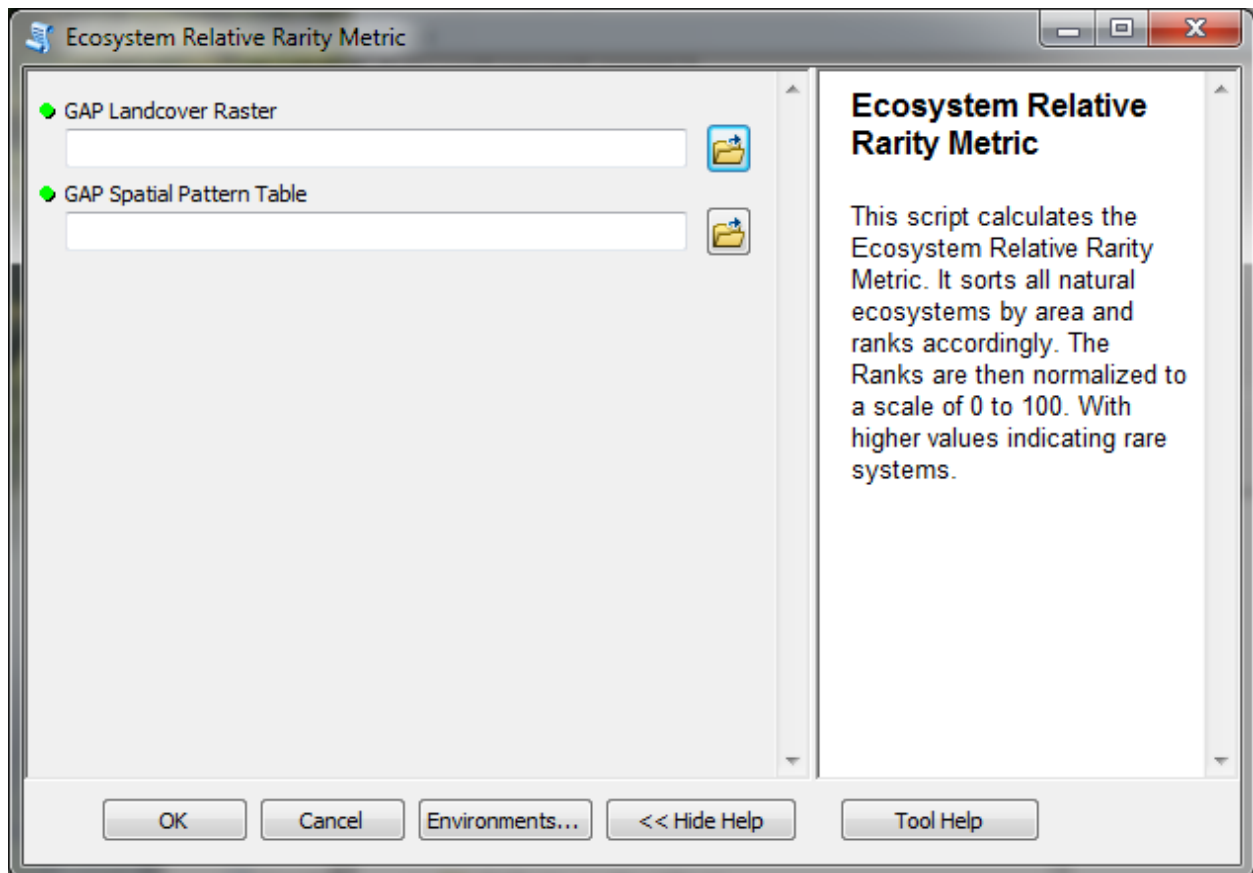 Ecosystem Relative Rarity Metric
GAP Landcover Raster
GAP Spatial Pattern Table
Ecosystem Relative
Rarity Metric
This script calculates the
Ecosystem Relative Rarity
Metric. It sorts all natural
ecosystems by area and
ranks accordingly. The
Ranks are then normalized to
a scale of 0 to 100. With
higher values indicating rare
systems.
OK
Cancel
Environments...
<< Hide Help
Tool Help